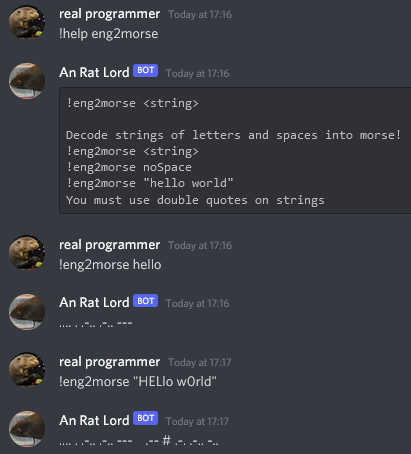 real programmer Today at 17:16
!help eng2morse
An Rat Lord BOT Today at 17:16
!eng2morse <string>
Decode strings of letters and spaces into morse!
!eng2morse <string>
!eng2morse noSpace
!eng2morse "hello world"
You must use double quotes on strings
real programmer Today at 17:16
!eng2morse hello
An Rat Lord BOT Today at 17:16
.... . .-.. .-.. ---
real programmer Today at 17:17
!eng2morse "HELlo w0rld"
An Rat Lord BOT Today at 17:17
.... . .-.. .-.. ---    .-- # .-. .-.. -..